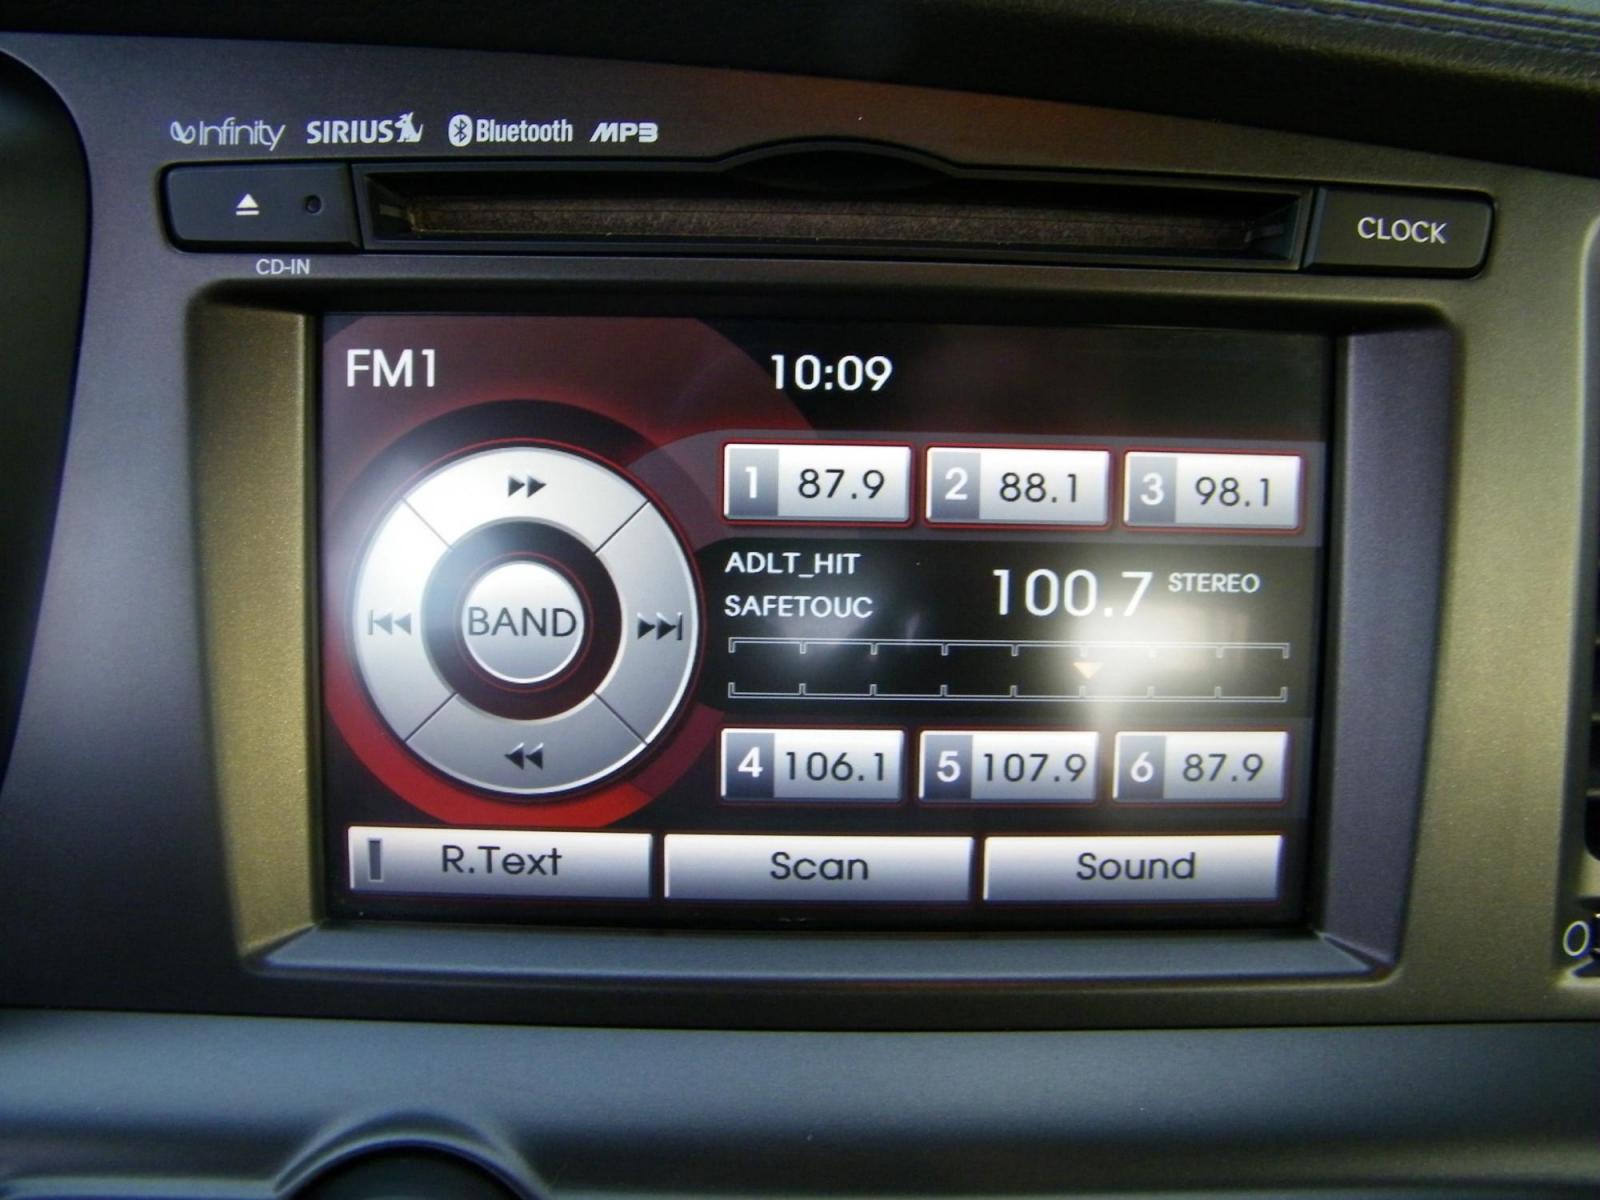 Infinity SIRIUS Bluetooth MP3
CLOCK
CD-IN
FM1 10:09
1 87.9 2 88.1 3 98.1
ADLT_HIT
SAFETOUC
100.7 STEREO
BAND
4 106.1 5 107.9 6 87.9
R.Text Scan Sound